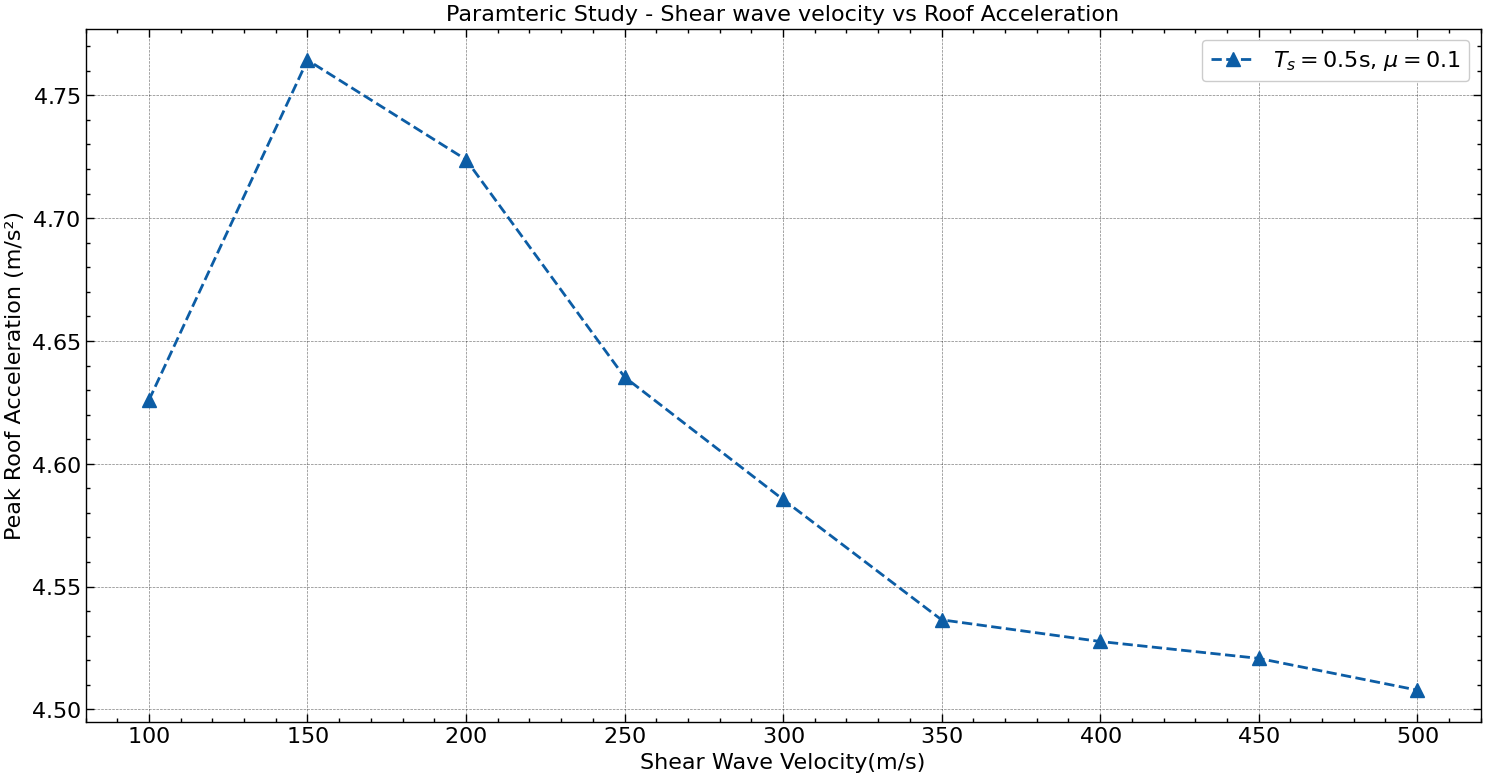 Paramteric Study - Shear wave velocity vs Roof Acceleration
Tₛ = 0.5s, μ = 0.1
Peak Roof Acceleration (m/s²)
4.75
4.70
4.65
4.60
4.55
4.50
100 150 200 250 300 350 400 450 500
Shear Wave Velocity(m/s)